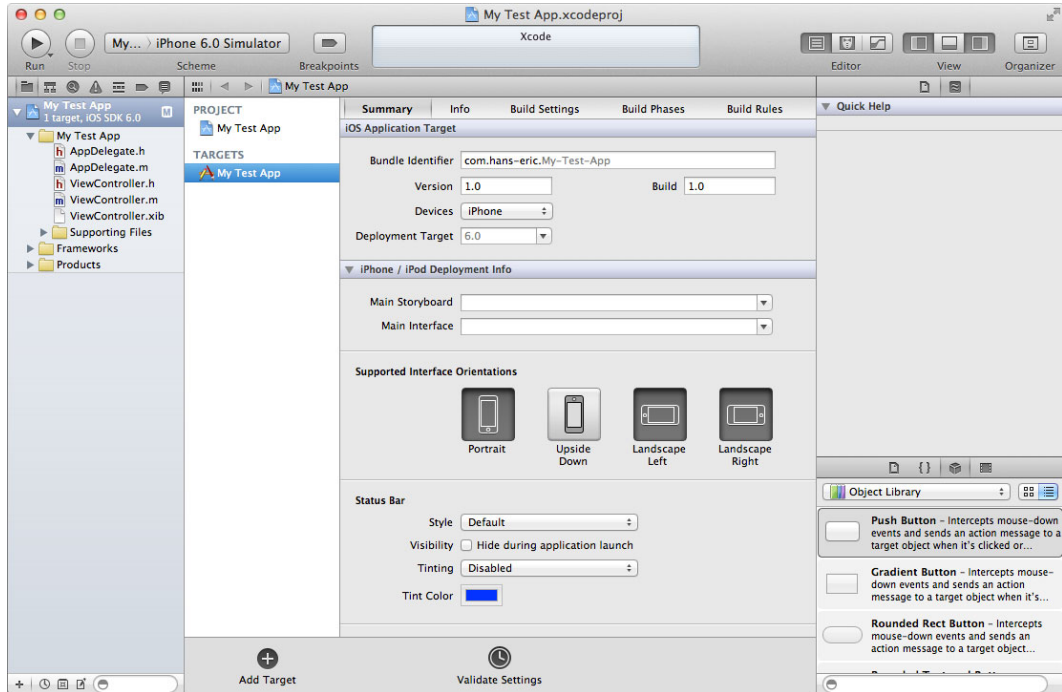 My Test App.xcodeproj
My... iPhone 6.0 Simulator
Xcode
Run Stop Scheme Breakpoints Editor View Organizer
My Test App
My Test App
1 target, iOS SDK 6.0
M
My Test App
h AppDelegate.h
m AppDelegate.m
h ViewController.h
m ViewController.m
ViewController.xib
Supporting Files
Frameworks
Products
PROJECT
My Test App
TARGETS
My Test App
Summary Info Build Settings Build Phases Build Rules
iOS Application Target
Bundle Identifier com.hans-eric.My-Test-App
Version 1.0 Build 1.0
Devices iPhone
Deployment Target 6.0
iPhone / iPod Deployment Info
Main Storyboard
Main Interface
Supported Interface Orientations
Portrait
Upside
Down
Landscape
Left
Landscape
Right
Status Bar
Style Default
Visibility Hide during application launch
Tinting Disabled
Tint Color
Add Target Validate Settings
Quick Help
{}
Object Library
Push Button – Intercepts mouse-down
events and sends an action message to a
target object when it's clicked or...
Gradient Button – Intercepts mouse-
down events and sends an action
message to a target object when it's...
Rounded Rect Button – Intercepts
mouse-down events and sends an
action message to a target object...